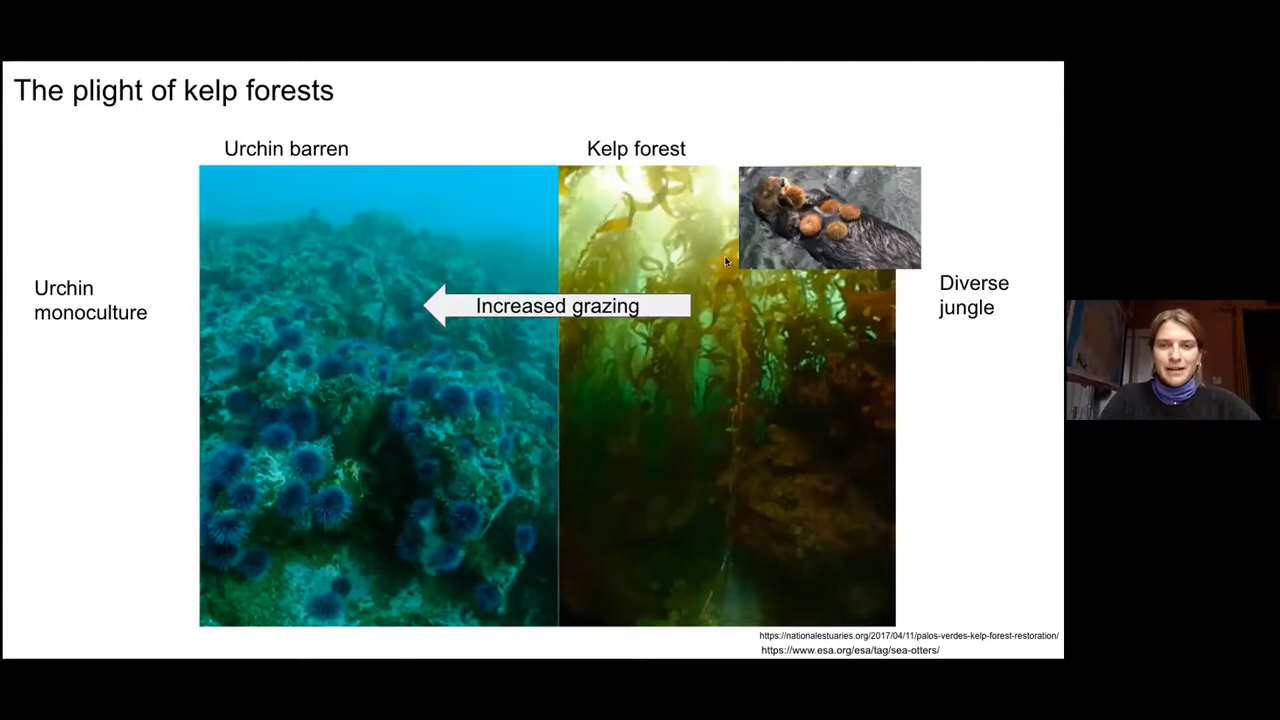 The plight of kelp forests
Urchin barren
Kelp forest
Urchin
monoculture
Increased grazing
Diverse
jungle
https://nationalestuaries.org/2017/04/11/palos-verdes-kelp-forest-restoration/
https://www.esa.org/esa/tag/sea-otters/